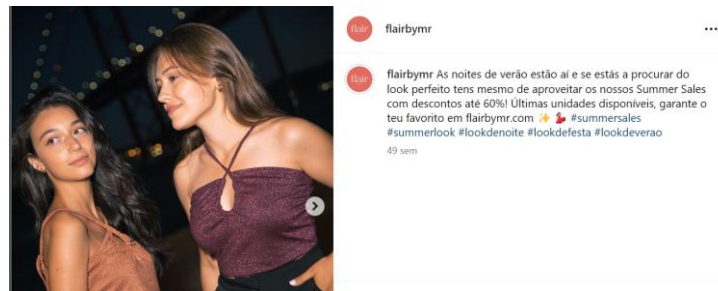 flair
flairbymr
flair
flairbymr As noites de verão estão aí e se estás a procurar do
look perfeito tens mesmo de aproveitar os nossos Summer Sales
com descontos até 60%! Últimas unidades disponíveis, garante o
teu favorito em flairbymr.com ✨ 💃 #summersales
#summerlook #lookdenoite #lookdefesta #lookdeverao
49 sem